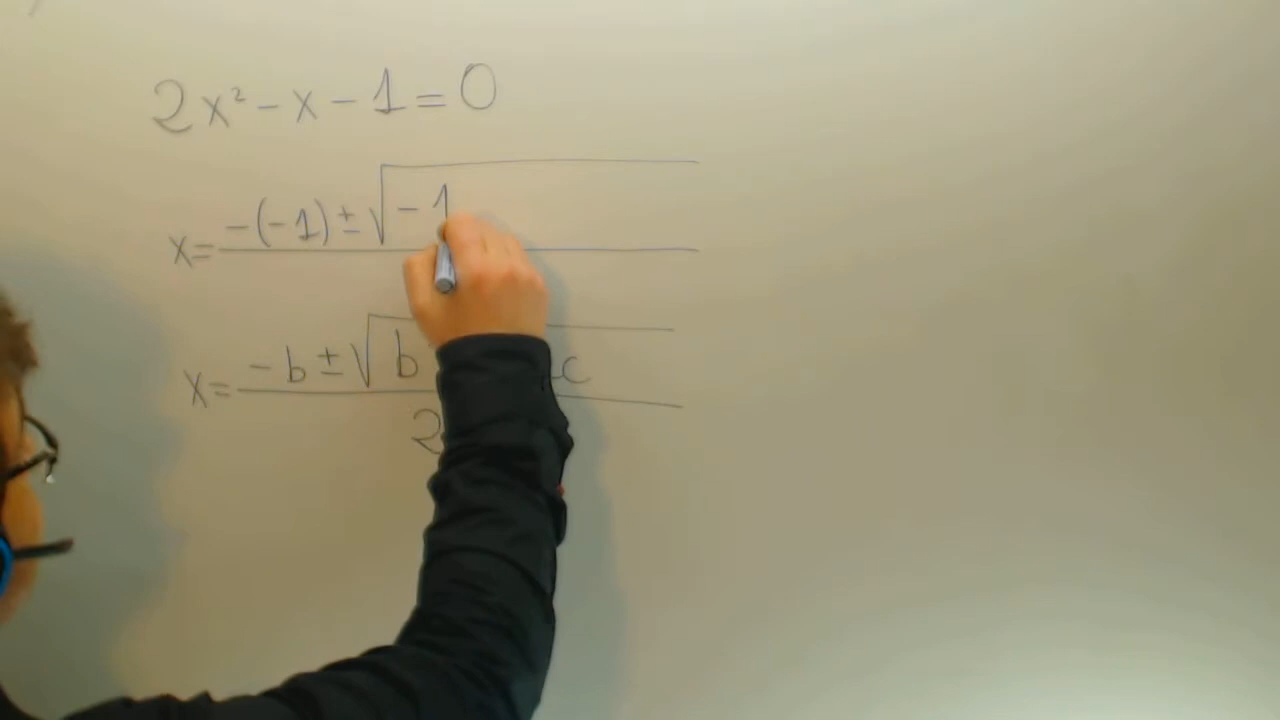 2x² - x - 1 = 0
x = -(-1) ± √-1
x = -b ± √b c
2